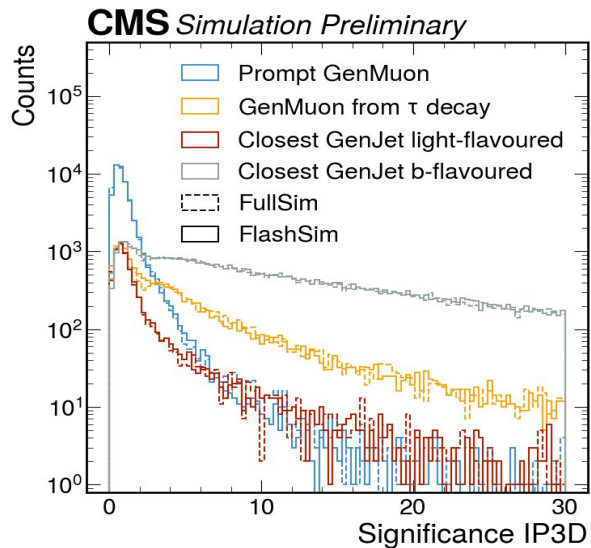 CMS Simulation Preliminary
Counts
10⁵
10⁴
10³
10²
10¹
10⁰
Prompt GenMuon
GenMuon from τ decay
Closest GenJet light-flavoured
Closest GenJet b-flavoured
FullSim
FlashSim
0 10 20 30
Significance IP3D